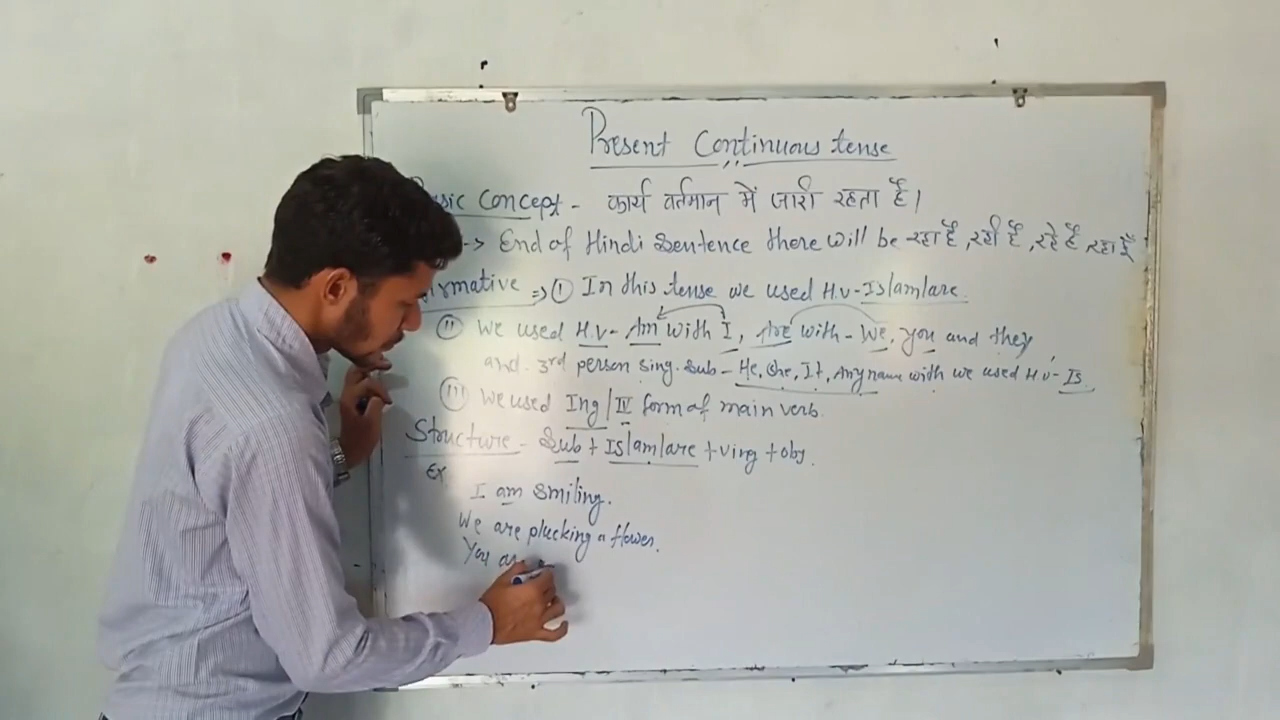 Present Continuous tense
Concept - कार्य वर्तमान में जारी रहता है।
-> End of Hindi Sentence there will be रहा है, रही है, रहे है, रहा हूँ
=> (I) In this tense we used H.V - Is/am/are.
(II) We used H.V - Am with I, Are with - We, You and they,
and 3rd person sing. sub - He, She, It, Any name with we used H.V - Is.
(III) We used Ing/IV form of main verb.
Structure - Sub + Is/am/are + ving + obj.
Ex
I am smiling.
We are plucking a flower.
You